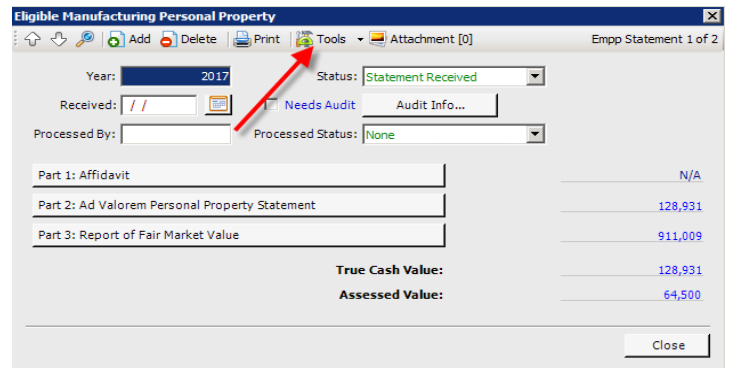 Eligible Manufacturing Personal Property
Add Delete Print Tools Attachment [0] Empp Statement 1 of 2
Year: 2017 Status: Statement Received
Received: / / Needs Audit Audit Info...
Processed By: Processed Status: None
Part 1: Affidavit N/A
Part 2: Ad Valorem Personal Property Statement 128,931
Part 3: Report of Fair Market Value 911,009
True Cash Value: 128,931
Assessed Value: 64,500
Close